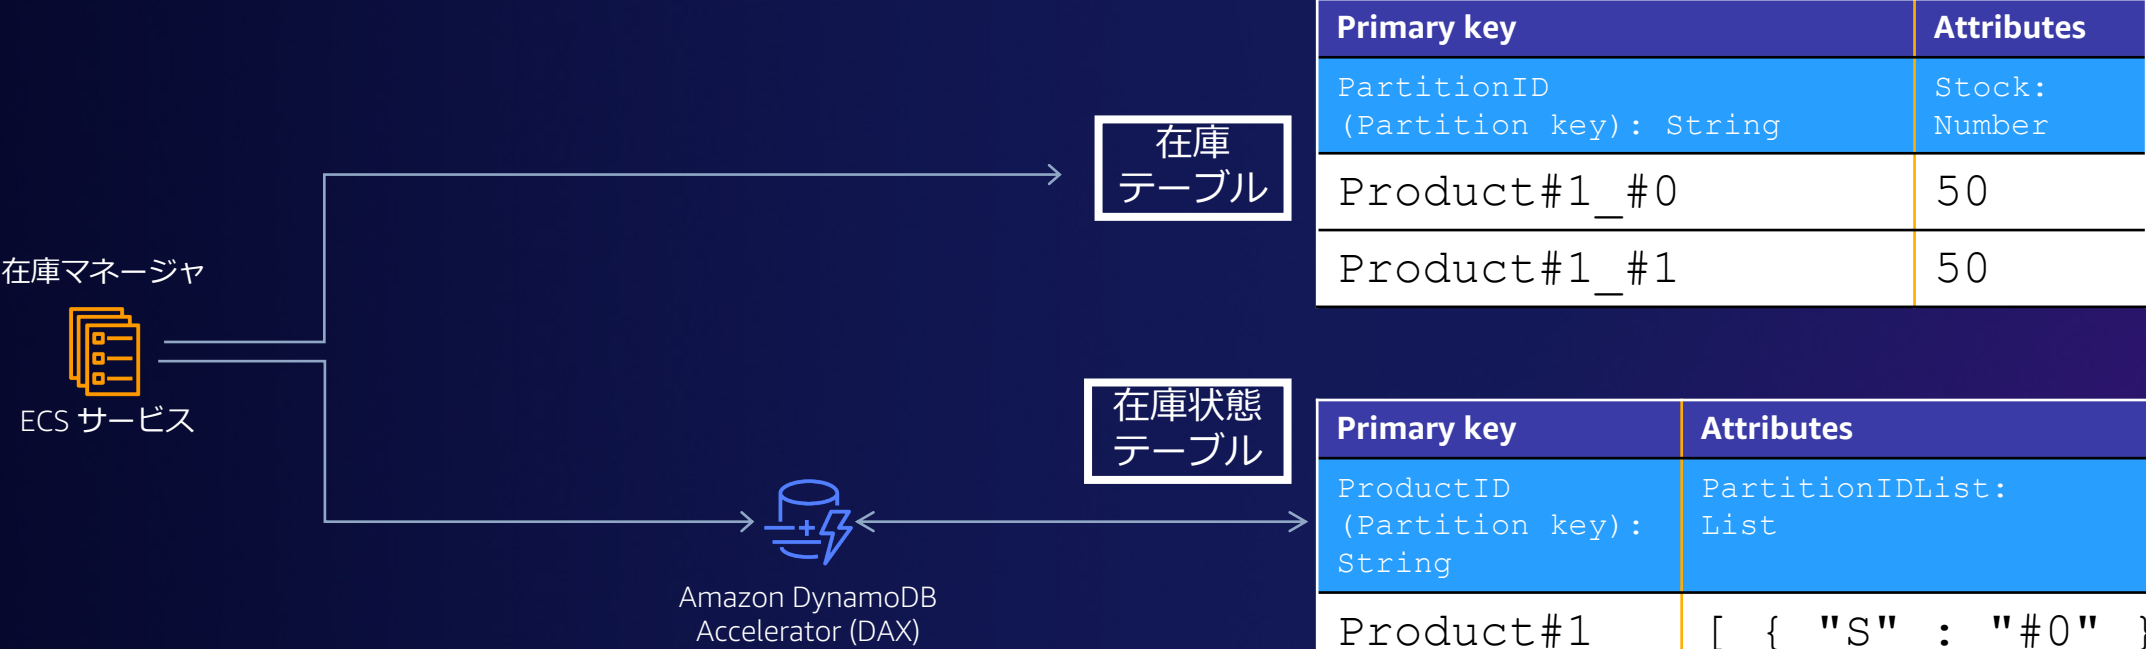 在庫マネージャ
ECS サービス
Amazon DynamoDB
Accelerator (DAX)
在庫
テーブル
Primary key Attributes
PartitionID Stock:
(Partition key): String Number
Product#1_#0 50
Product#1_#1 50
在庫状態
テーブル
Primary key Attributes
ProductID PartitionIDList:
(Partition key): List
String
Product#1 [ { "S" : "#0" }